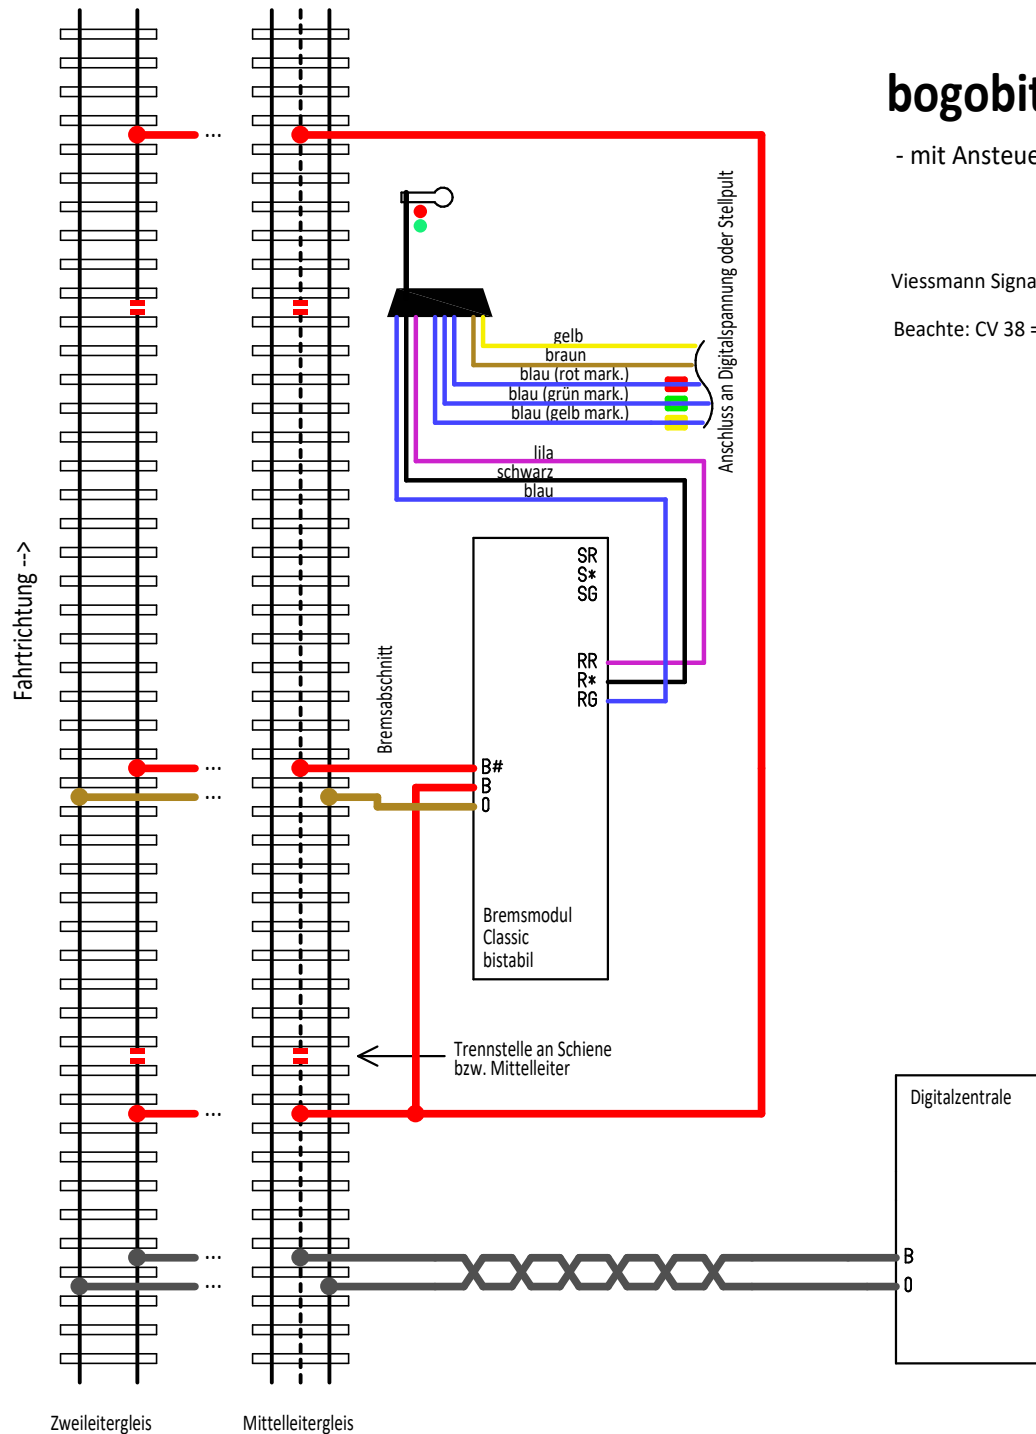 bogobit
- mit Ansteue
Viessmann Signa
Beachte: CV 38 =
...
...
Anschluss an Digitalspannung oder Stellpult
gelb
braun
blau (rot mark.)
blau (grün mark.)
blau (gelb mark.)
lila
schwarz
blau
Fahrtrichtung -->
Bremsabschnitt
SR
S*
SG
RR
R*
RG
...
...
B#
B
0
Bremsmodul
Classic
bistabil
Trennstelle an Schiene
bzw. Mittelleiter
...
Digitalzentrale
...
...
B
0
Zweileitergleis
Mittelleitergleis